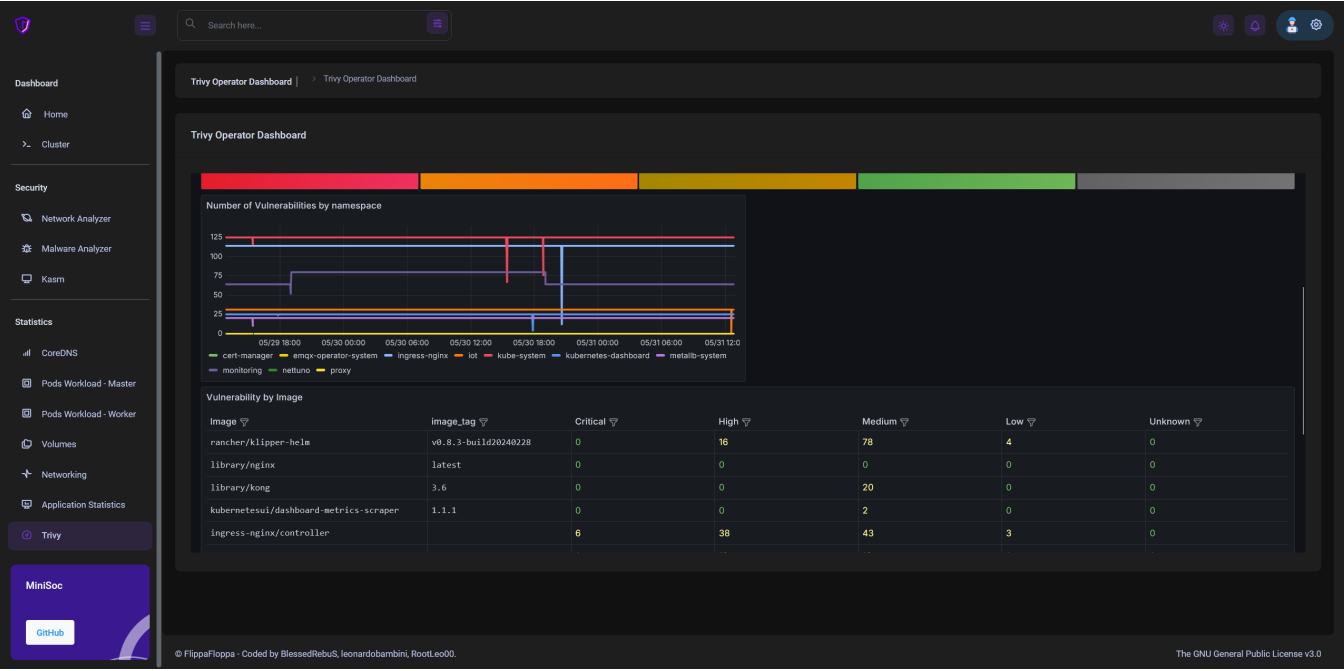 Search here...
Dashboard
Home
Cluster
Security
Network Analyzer
Malware Analyzer
Kasm
Statistics
CoreDNS
Pods Workload - Master
Pods Workload - Worker
Volumes
Networking
Application Statistics
Trivy
MiniSoc
GitHub
Trivy Operator Dashboard | > Trivy Operator Dashboard
Trivy Operator Dashboard
Number of Vulnerabilities by namespace
125
100
75
50
25
0
05/29 18:00 05/30 00:00 05/30 06:00 05/30 12:00 05/30 18:00 05/31 00:00 05/31 06:00 05/31 12:0
cert-manager emqx-operator-system ingress-nginx iot kube-system kubernetes-dashboard metallb-system
monitoring nettuno proxy
Vulnerability by Image
Image image_tag Critical High Medium Low Unknown
rancher/klipper-helm v0.8.3-build20240228 0 16 78 4 0
library/nginx latest 0 0 0 0 0
library/kong 3.6 0 0 20 0 0
kubernetesui/dashboard-metrics-scraper 1.1.1 0 0 2 0 0
ingress-nginx/controller 6 38 43 3 0
© FlippaFloppa - Coded by BlessedRebuS, leonardobambini, RootLeo00.
The GNU General Public License v3.0